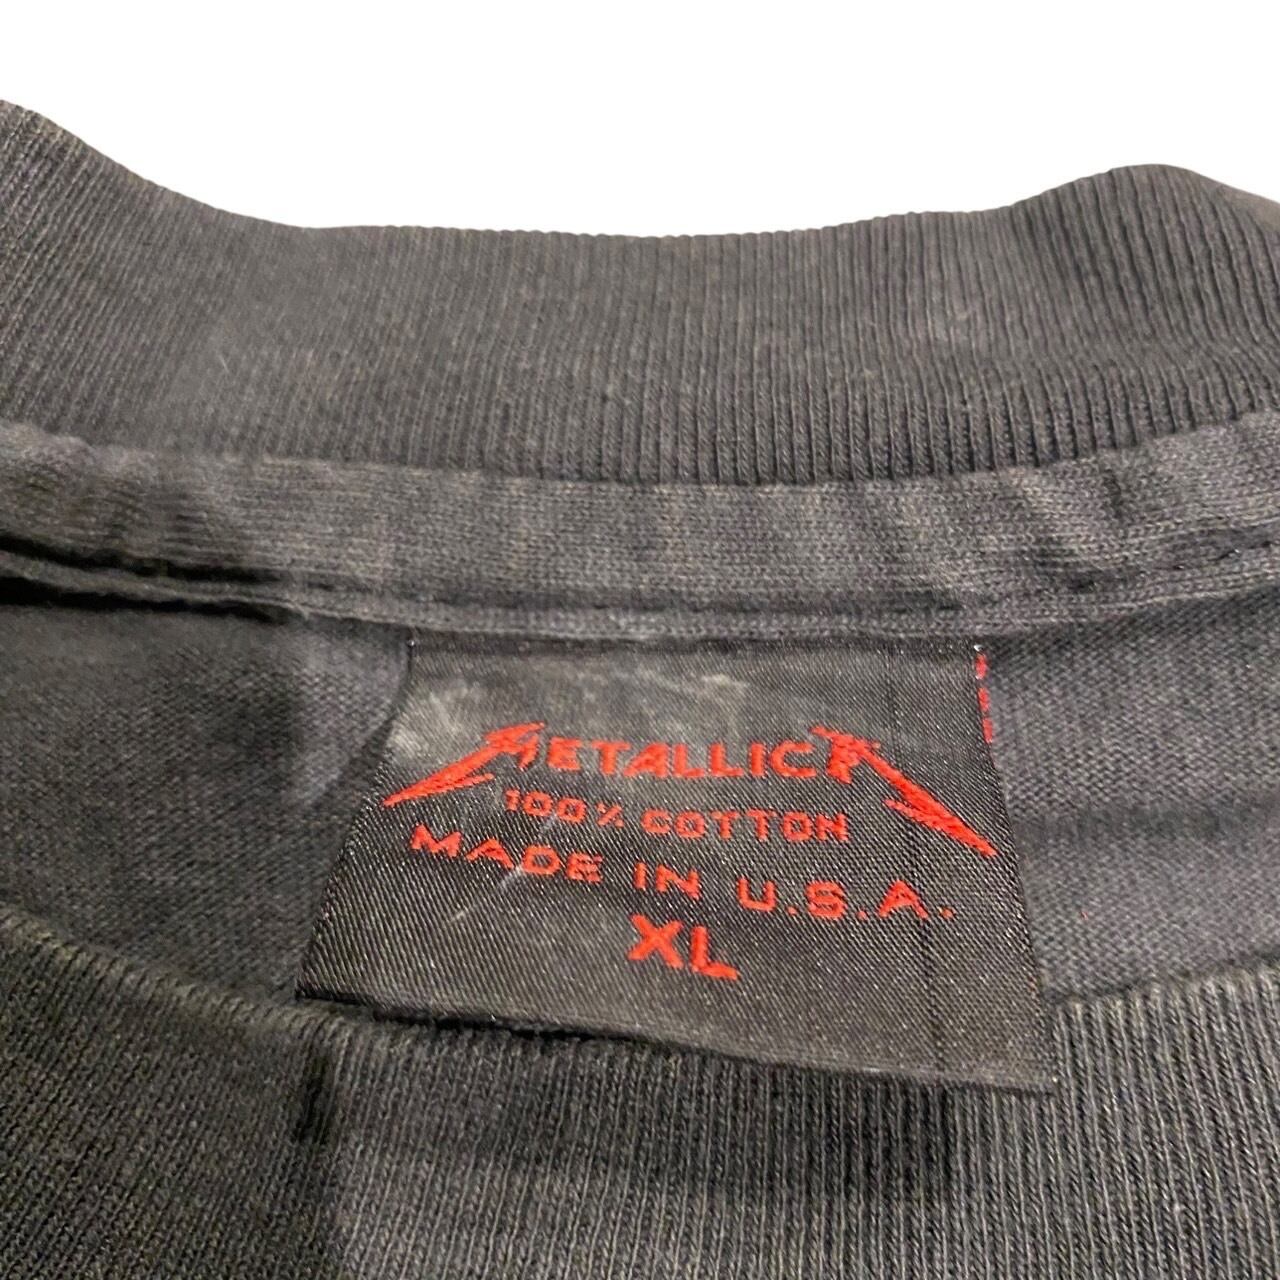 METALLICA
100% COTTON
MADE IN U.S.A.
XL